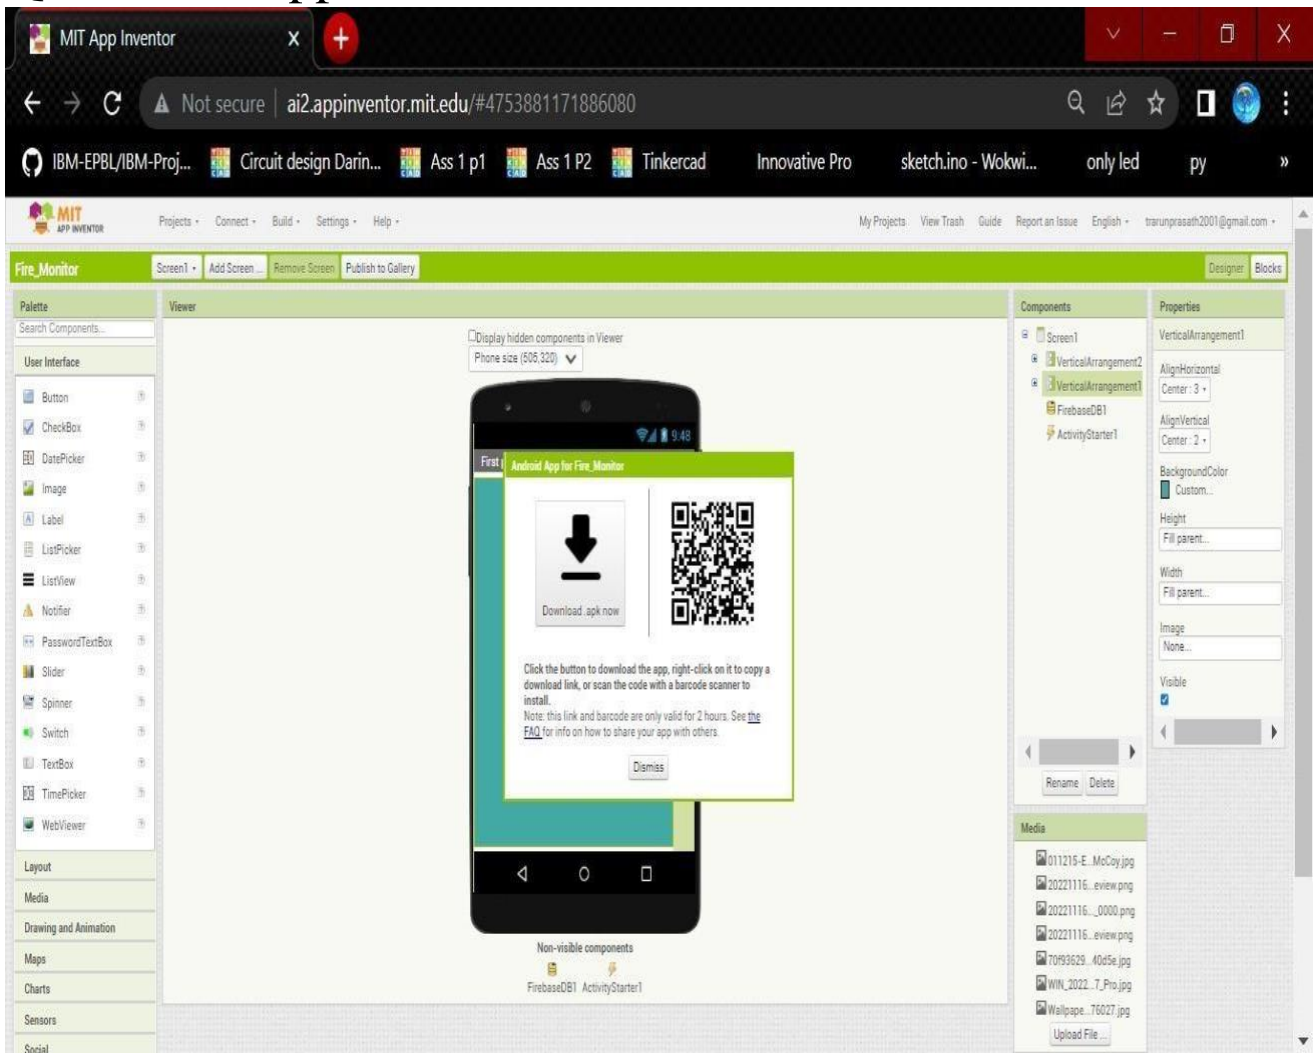 MIT App Inventor
Not secure ai2.appinventor.mit.edu/#4753881171886080
IBM-EPBL/IBM-Proj... Circuit design Darin... Ass 1 p1 Ass 1 P2 Tinkercad Innovative Pro sketch.ino - Wokwi... only led py »
MIT APP INVENTOR Projects Connect Build Settings Help My Projects View Trash Guide Report an Issue English trarunprasath2001@gmail.com
Fire_Monitor Screen1 Add Screen ... Remove Screen Publish to Gallery Designer Blocks
Palette
Search Components...
User Interface
Button
CheckBox
DatePicker
Image
Label
ListPicker
ListView
Notifier
PasswordTextBox
Slider
Spinner
Switch
TextBox
TimePicker
WebViewer
Layout
Media
Drawing and Animation
Maps
Charts
Sensors
Social
Viewer
Display hidden components in Viewer
Phone size (505,320)
9:48
First
Android App for Fire_Monitor
Download .apk now
Click the button to download the app, right-click on it to copy a
download link, or scan the code with a barcode scanner to
install.
Note: this link and barcode are only valid for 2 hours. See the
FAQ for info on how to share your app with others.
Dismiss
Non-visible components
FirebaseDB1 ActivityStarter1
Components
Screen1
VerticalArrangement2
VerticalArrangement1
FirebaseDB1
ActivityStarter1
Rename Delete
Media
011215-E...McCoy.jpg
20221116...eview.png
20221116..._0000.png
20221116...eview.png
70f93629...40d5e.jpg
WIN_2022...7_Pro.jpg
Wallpape...76027.jpg
Upload File ...
Properties
VerticalArrangement1
AlignHorizontal
Center : 3
AlignVertical
Center : 2
BackgroundColor
Custom...
Height
Fill parent...
Width
Fill parent...
Image
None...
Visible